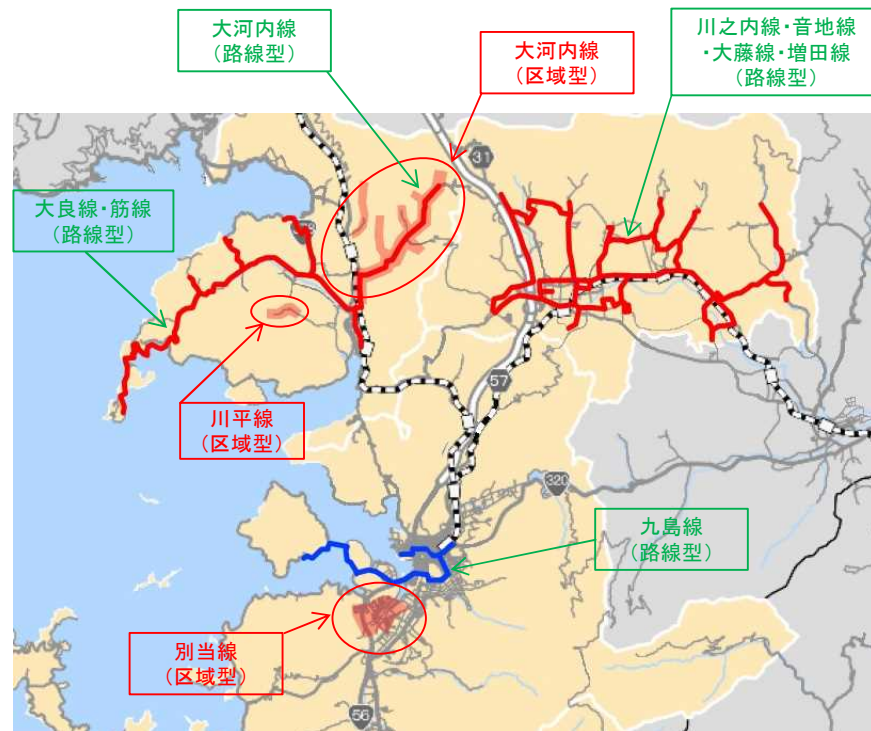 大河内線
（路線型）
大河内線
（区域型）
川之内線・音地線
・大藤線・増田線
（路線型）
31
大良線・筋線
（路線型）
57
川平線
（区域型）
320
九島線
（路線型）
別当線
（区域型）
56